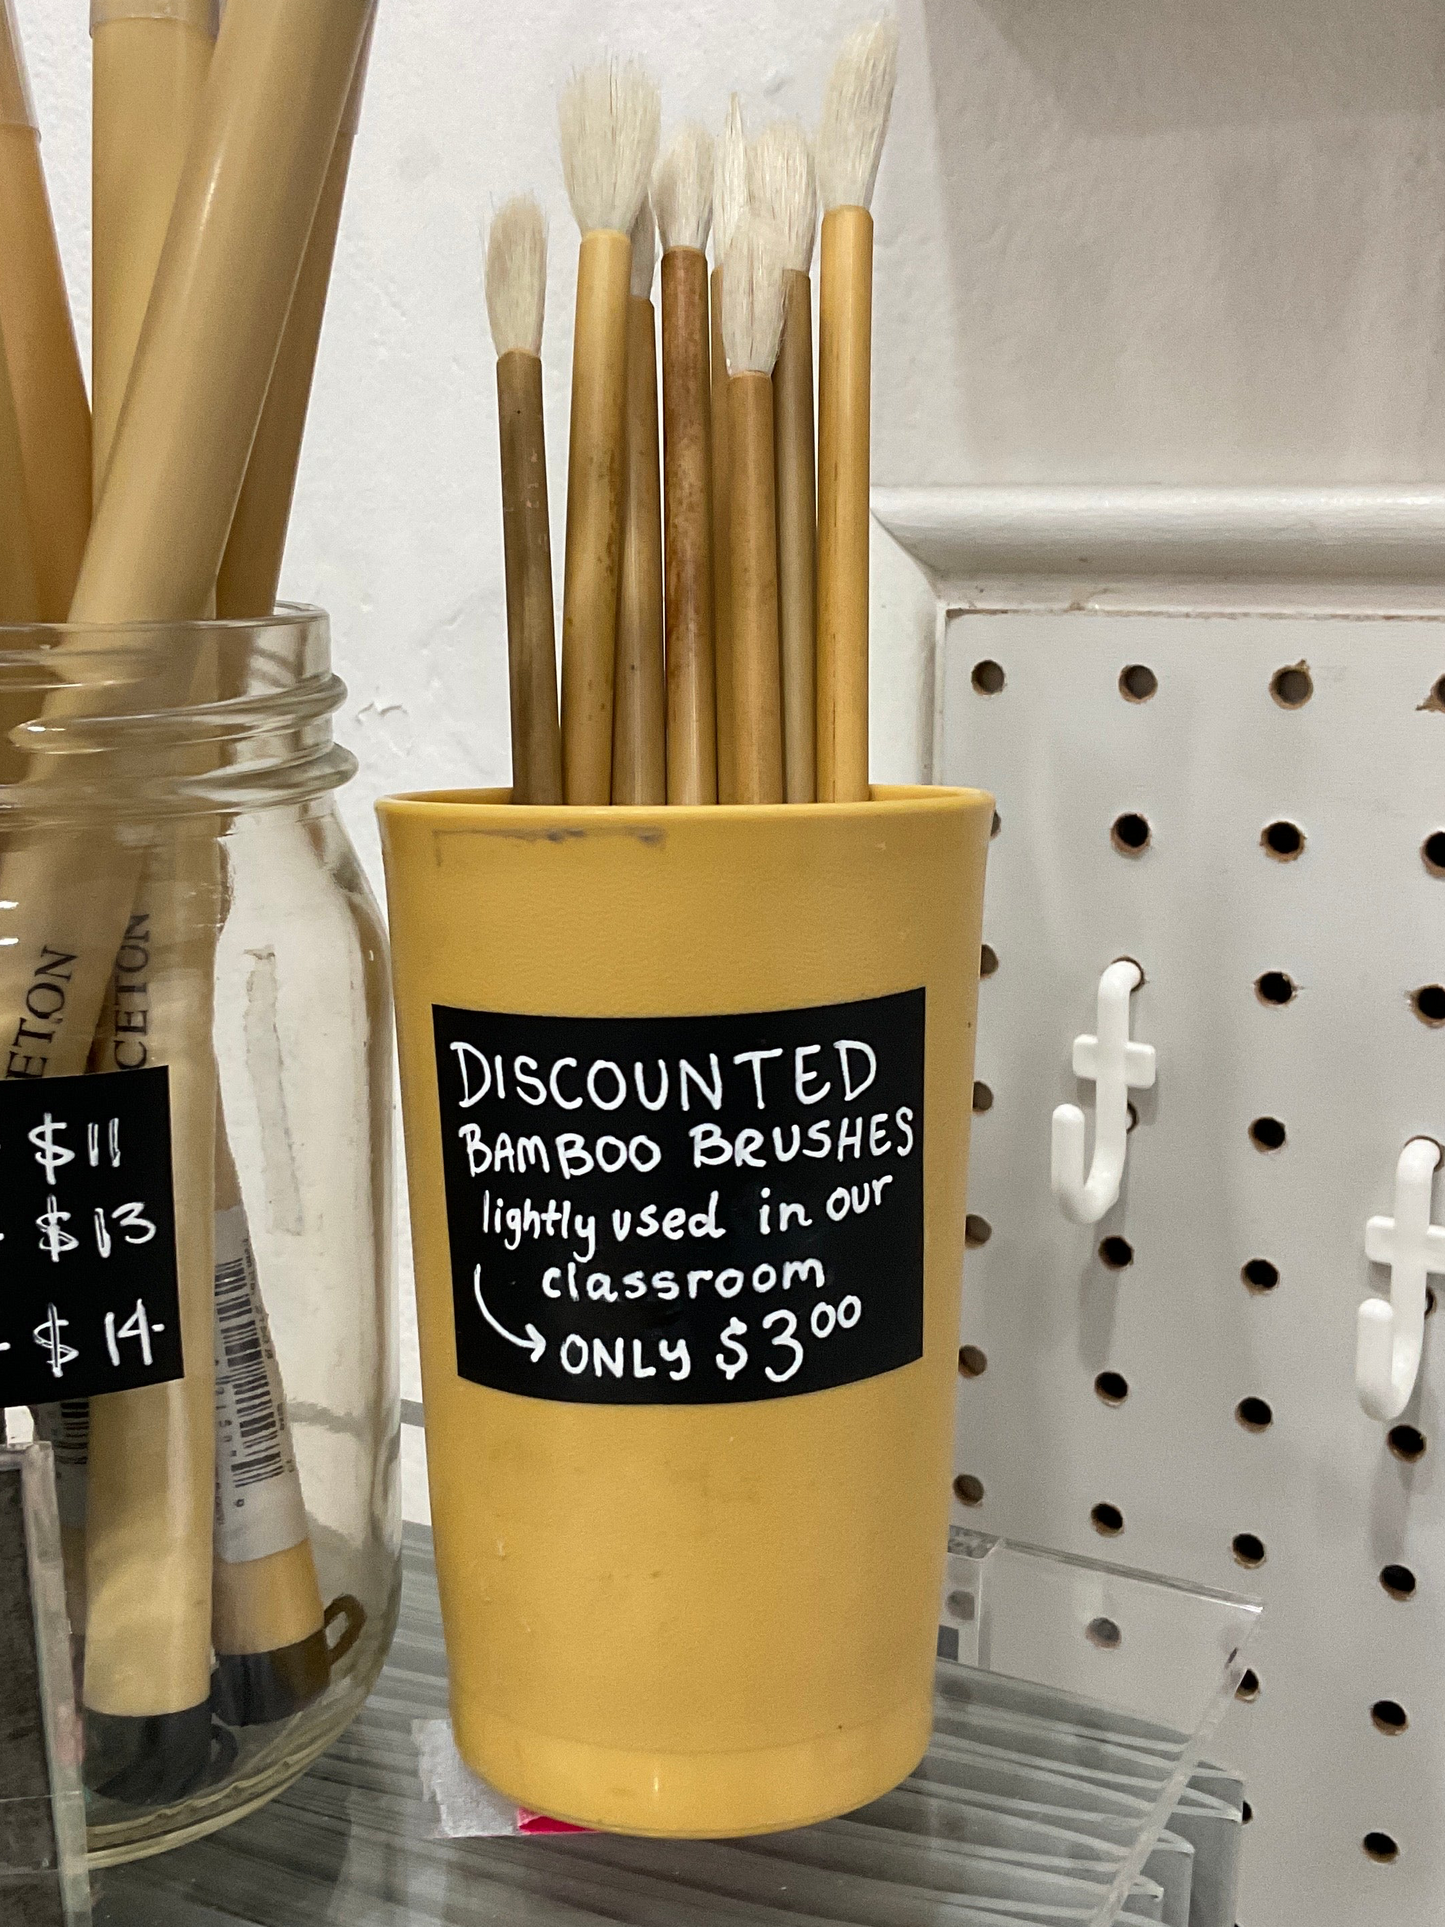 ETON
CETON
$11
$13
$14
DISCOUNTED
BAMBOO BRUSHES
lightly used in our
classroom
ONLY $3.00